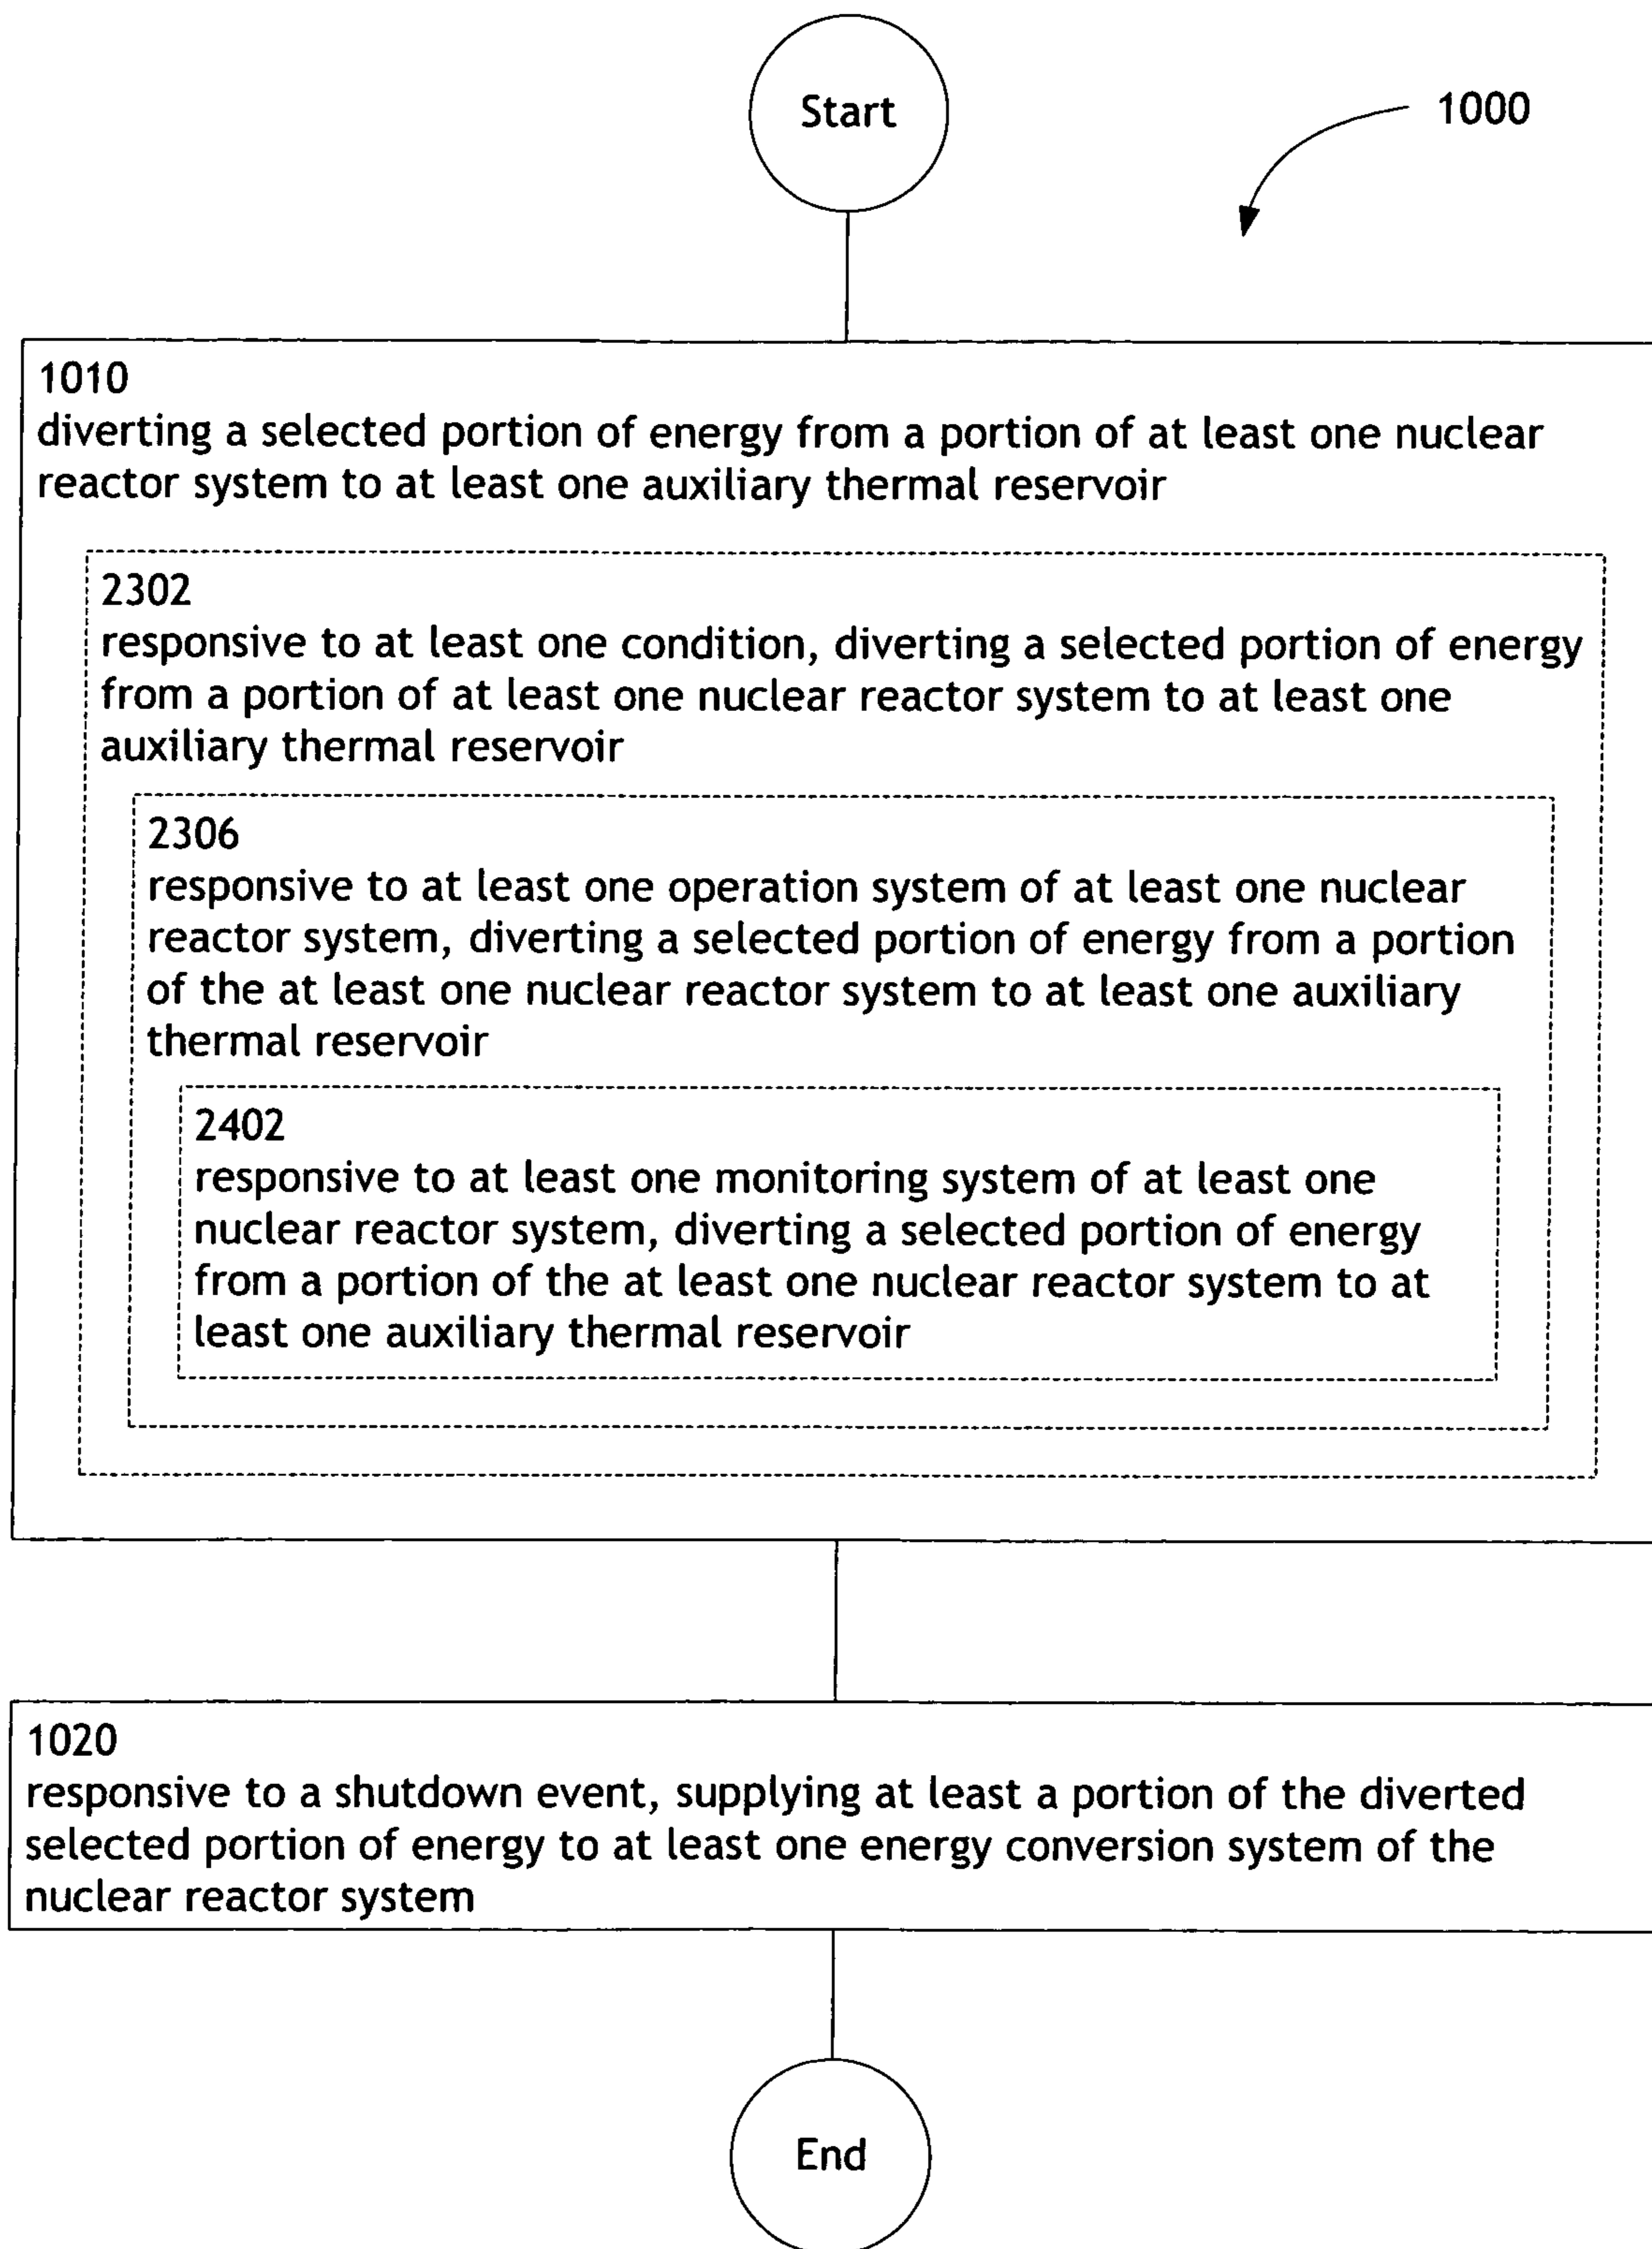 Start
1000
1010
diverting a selected portion of energy from a portion of at least one nuclear
reactor system to at least one auxiliary thermal reservoir
2302
responsive to at least one condition, diverting a selected portion of energy
from a portion of at least one nuclear reactor system to at least one
auxiliary thermal reservoir
2306
responsive to at least one operation system of at least one nuclear
reactor system, diverting a selected portion of energy from a portion
of the at least one nuclear reactor system to at least one auxiliary
thermal reservoir
2402
responsive to at least one monitoring system of at least one
nuclear reactor system, diverting a selected portion of energy
from a portion of the at least one nuclear reactor system to at
least one auxiliary thermal reservoir
1020
responsive to a shutdown event, supplying at least a portion of the diverted
selected portion of energy to at least one energy conversion system of the
nuclear reactor system
End